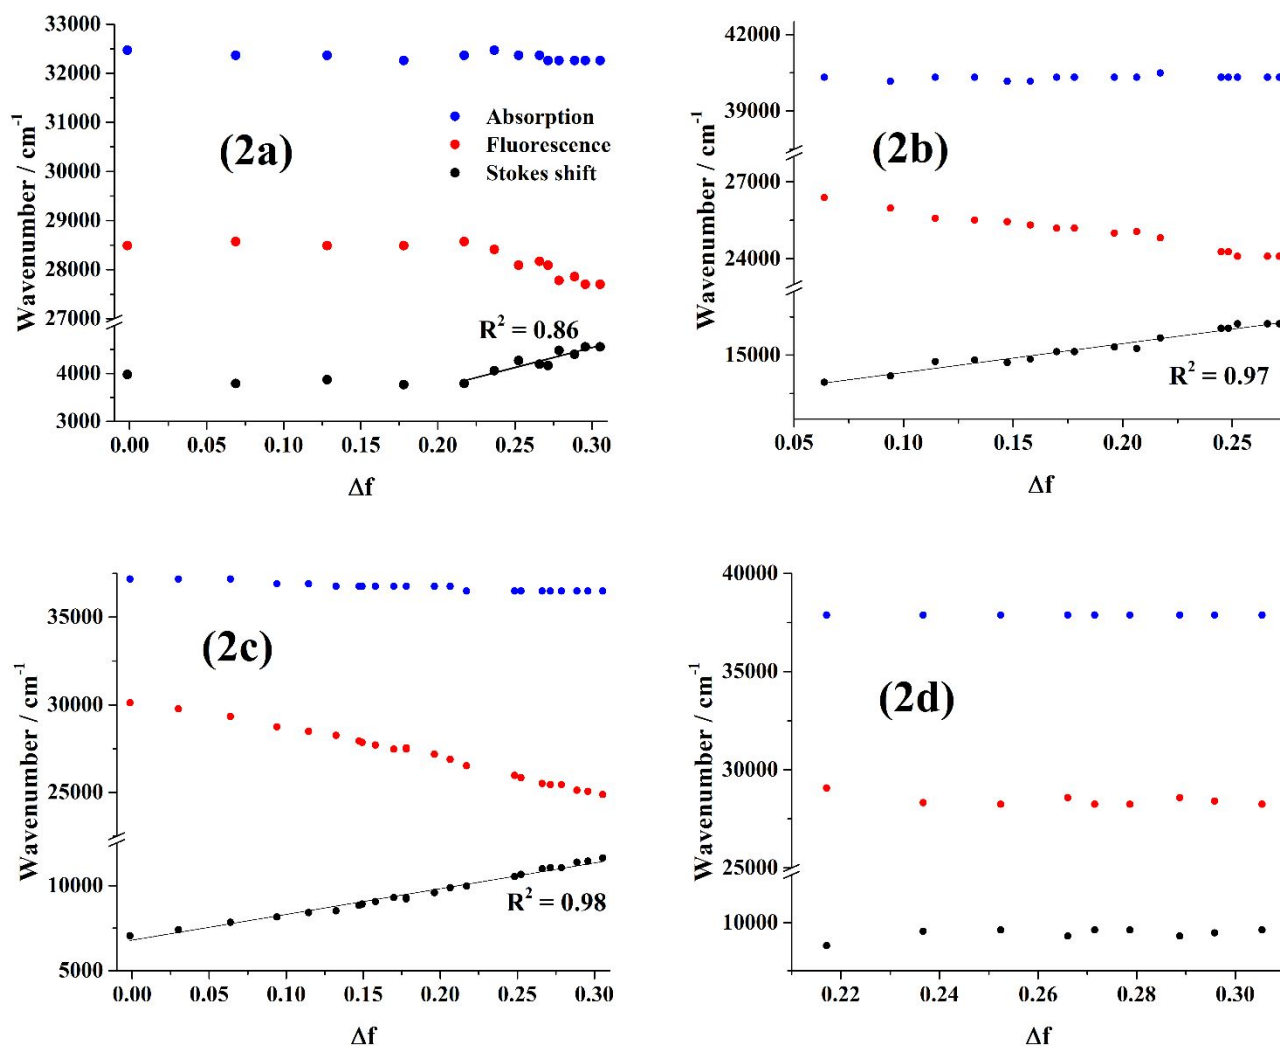 33000
32000
31000
30000
29000
28000
27000
4000
3000
Wavenumber / cm⁻¹
(2a)
Absorption
Fluorescence
Stokes shift
R² = 0.86
0.00 0.05 0.10 0.15 0.20 0.25 0.30
Δf
42000
39000
27000
24000
15000
Wavenumber / cm⁻¹
(2b)
R² = 0.97
0.05 0.10 0.15 0.20 0.25
Δf
35000
30000
25000
10000
5000
Wavenumber / cm⁻¹
(2c)
R² = 0.98
0.00 0.05 0.10 0.15 0.20 0.25 0.30
Δf
40000
35000
30000
25000
10000
Wavenumber / cm⁻¹
(2d)
0.22 0.24 0.26 0.28 0.30
Δf